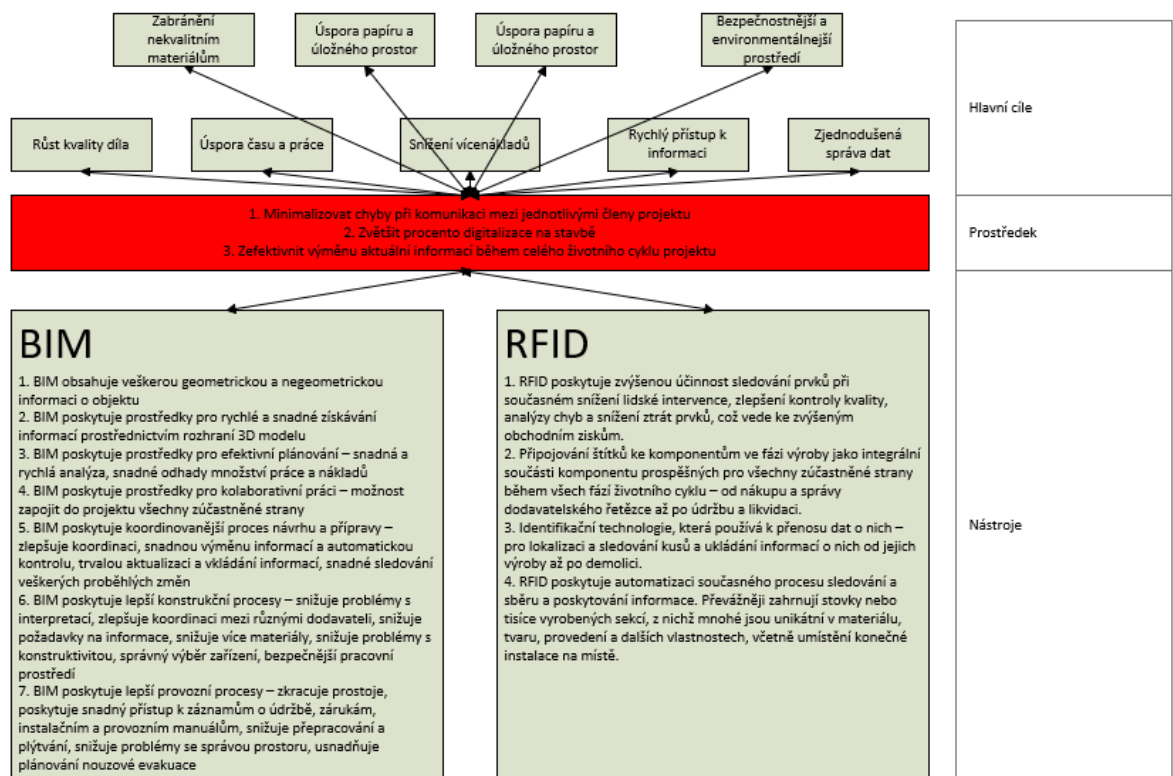 Zabránění
nekvalitním
materiálům
Úspora papíru a
úložného prostor
Úspora papíru a
úložného prostor
Bezpečnostnější a
environmentálnejší
prostředí
Hlavní cíle
Růst kvality díla
Úspora času a práce
Snížení vícenákladů
Rychlý přístup k
informaci
Zjednodušená
správa dat
1. Minimalizovat chyby při komunikaci mezi jednotlivými členy projektu
2. Zvětšit procento digitalizace na stavbě
3. Zefektivnit výměnu aktuální informací během celého životního cyklu projektu
Prostředek
BIM
1. BIM obsahuje veškerou geometrickou a negeometrickou
informaci o objektu
2. BIM poskytuje prostředky pro rychlé a snadné získávání
informací prostřednictvím rozhraní 3D modelu
3. BIM poskytuje prostředky pro efektivní plánování – snadná a
rychlá analýza, snadné odhady množství práce a nákladů
4. BIM poskytuje prostředky pro kolaborativní práci – možnost
zapojit do projektu všechny zúčastněné strany
5. BIM poskytuje koordinovanější proces návrhu a přípravy –
zlepšuje koordinaci, snadnou výměnu informací a automatickou
kontrolu, trvalou aktualizaci a vkládání informací, snadné sledování
veškerých proběhlých změn
6. BIM poskytuje lepší konstrukční procesy – snižuje problémy s
interpretací, zlepšuje koordinaci mezi různými dodavateli, snižuje
požadavky na informace, snižuje více materiály, snižuje problémy s
konstruktivitou, správný výběr zařízení, bezpečnější pracovní
prostředí
7. BIM poskytuje lepší provozní procesy – zkracuje prostoje,
poskytuje snadný přístup k záznamům o údržbě, zárukám,
instalačním a provozním manuálům, snižuje přepracování a
plýtvání, snižuje problémy se správou prostoru, usnadňuje
plánování nouzové evakuace
RFID
1. RFID poskytuje zvýšenou účinnost sledování prvků při
současném snížení lidské intervence, zlepšení kontroly kvality,
analýzy chyb a snížení ztrát prvků, což vede ke zvýšeným
obchodním ziskům.
2. Připojování štítků ke komponentům ve fázi výroby jako integrální
součásti komponentu prospěšných pro všechny zúčastněné strany
během všech fází životního cyklu – od nákupu a správy
dodavatelského řetězce až po údržbu a likvidaci.
3. Identifikační technologie, která používá k přenosu dat o nich –
pro lokalizaci a sledování kusů a ukládání informací o nich od jejich
výroby až po demolici.
4. RFID poskytuje automatizaci současného procesu sledování a
sběru a poskytování informace. Převážněji zahrnují stovky nebo
tisíce vyrobených sekcí, z nichž mnohé jsou unikátní v materiálu,
tvaru, provedení a dalších vlastnostech, včetně umístění konečné
instalace na místě.
Nástroje